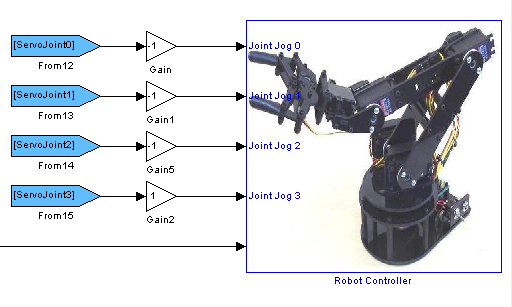 [ServoJoint0]
-1
Joint Jog 0
From12
Gain
[ServoJoint1]
-1
Joint Jog 1
From13
Gain1
[ServoJoint2]
-1
Joint Jog 2
From14
Gain5
[ServoJoint3]
1
Joint Jog 3
From15
Gain2
Robot Controller